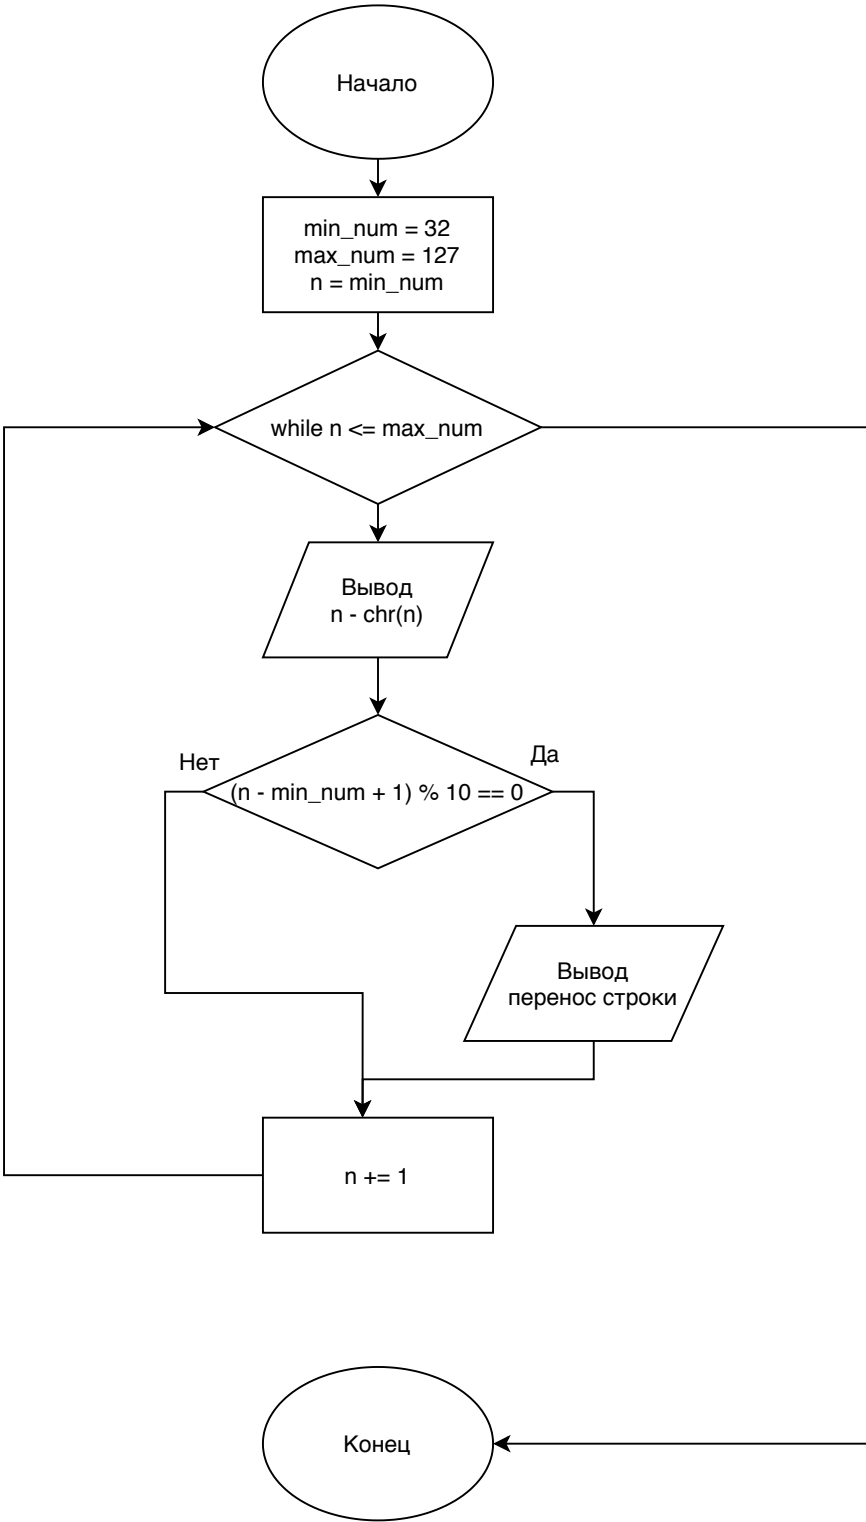 Начало
min_num = 32
max_num = 127
n = min_num
while n <= max_num
Вывод
n - chr(n)
Нет
Да
(n - min_num + 1) % 10 == 0
Вывод
перенос строки
n += 1
Конец